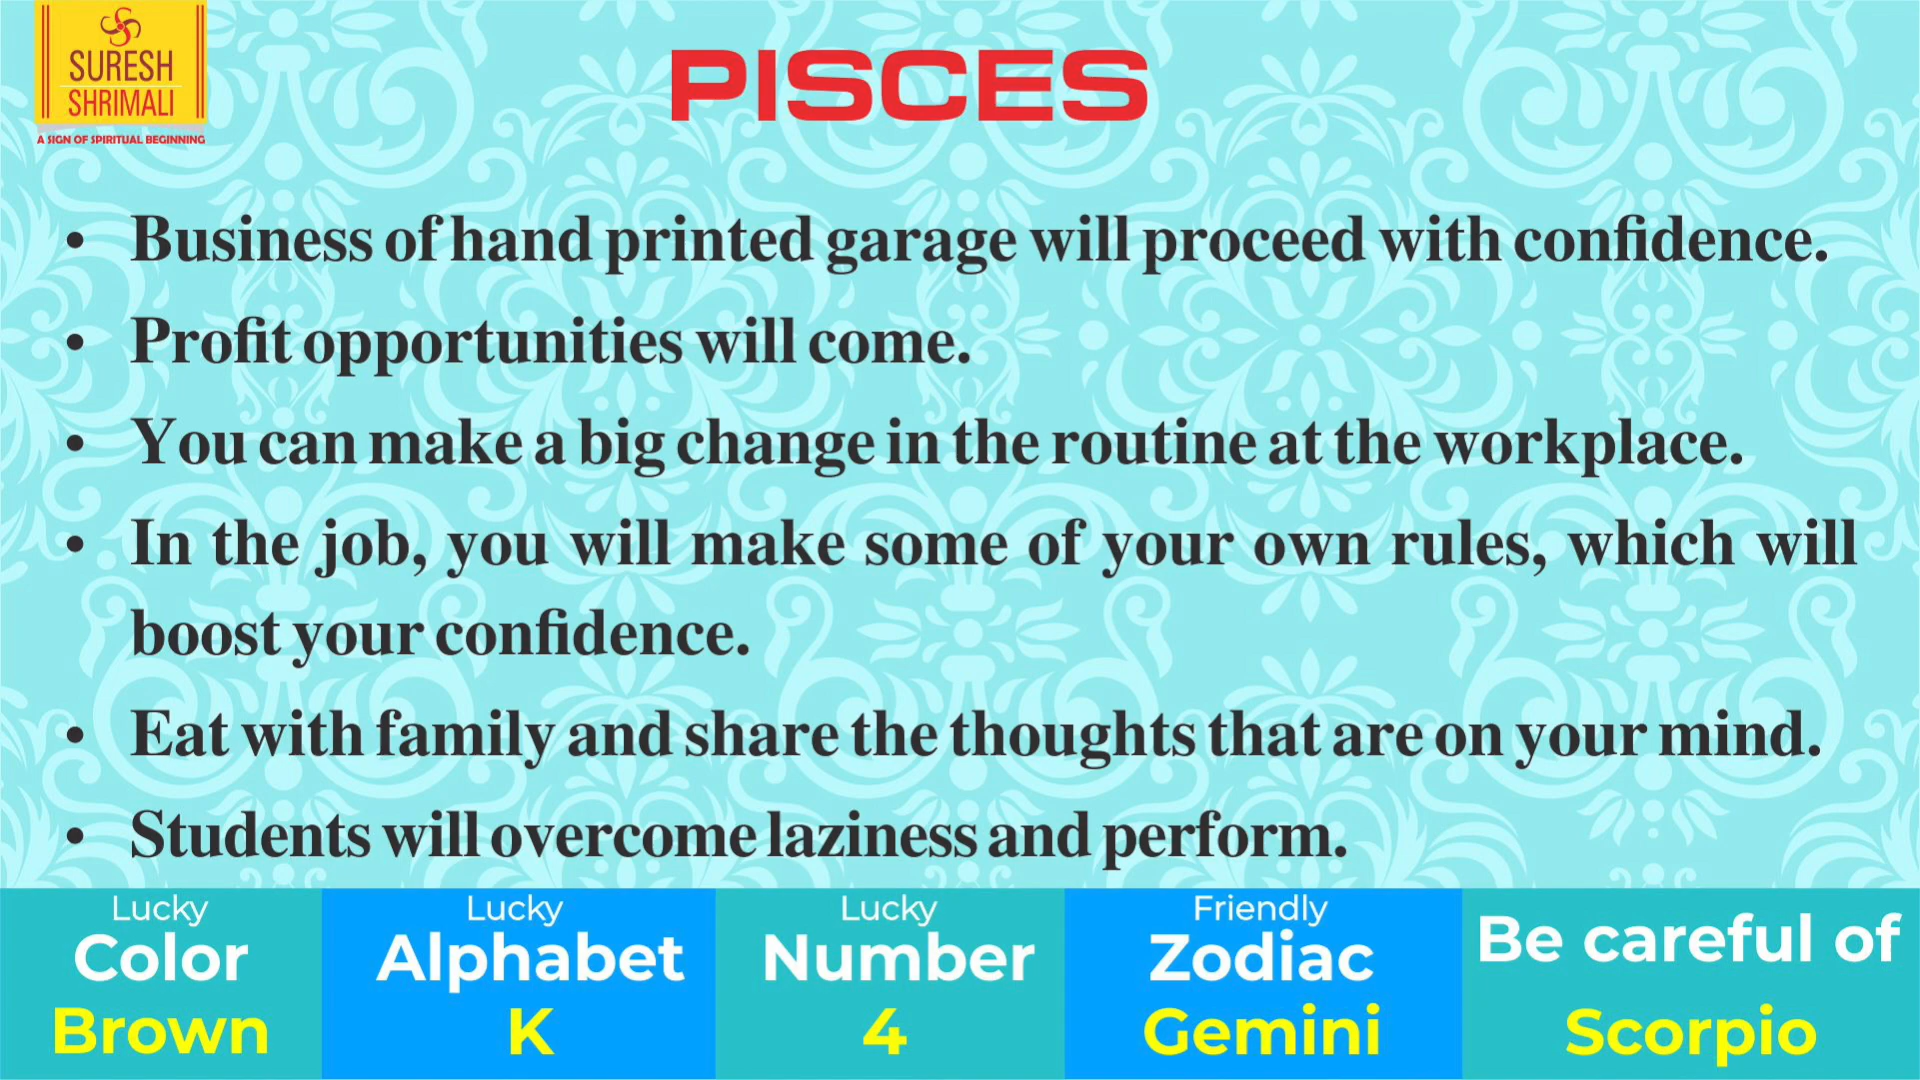 SURESH
SHRIMALI
A SIGN OF SPIRITUAL BEGINNING
PISCES
• Business of hand printed garage will proceed with confidence.
• Profit opportunities will come.
• You can make a big change in the routine at the workplace.
• In the job, you will make some of your own rules, which will
boost your confidence.
• Eat with family and share the thoughts that are on your mind.
• Students will overcome laziness and perform.
Lucky
Color
Brown
Lucky
Alphabet
K
Lucky
Number
4
Friendly
Zodiac
Gemini
Be careful of
Scorpio